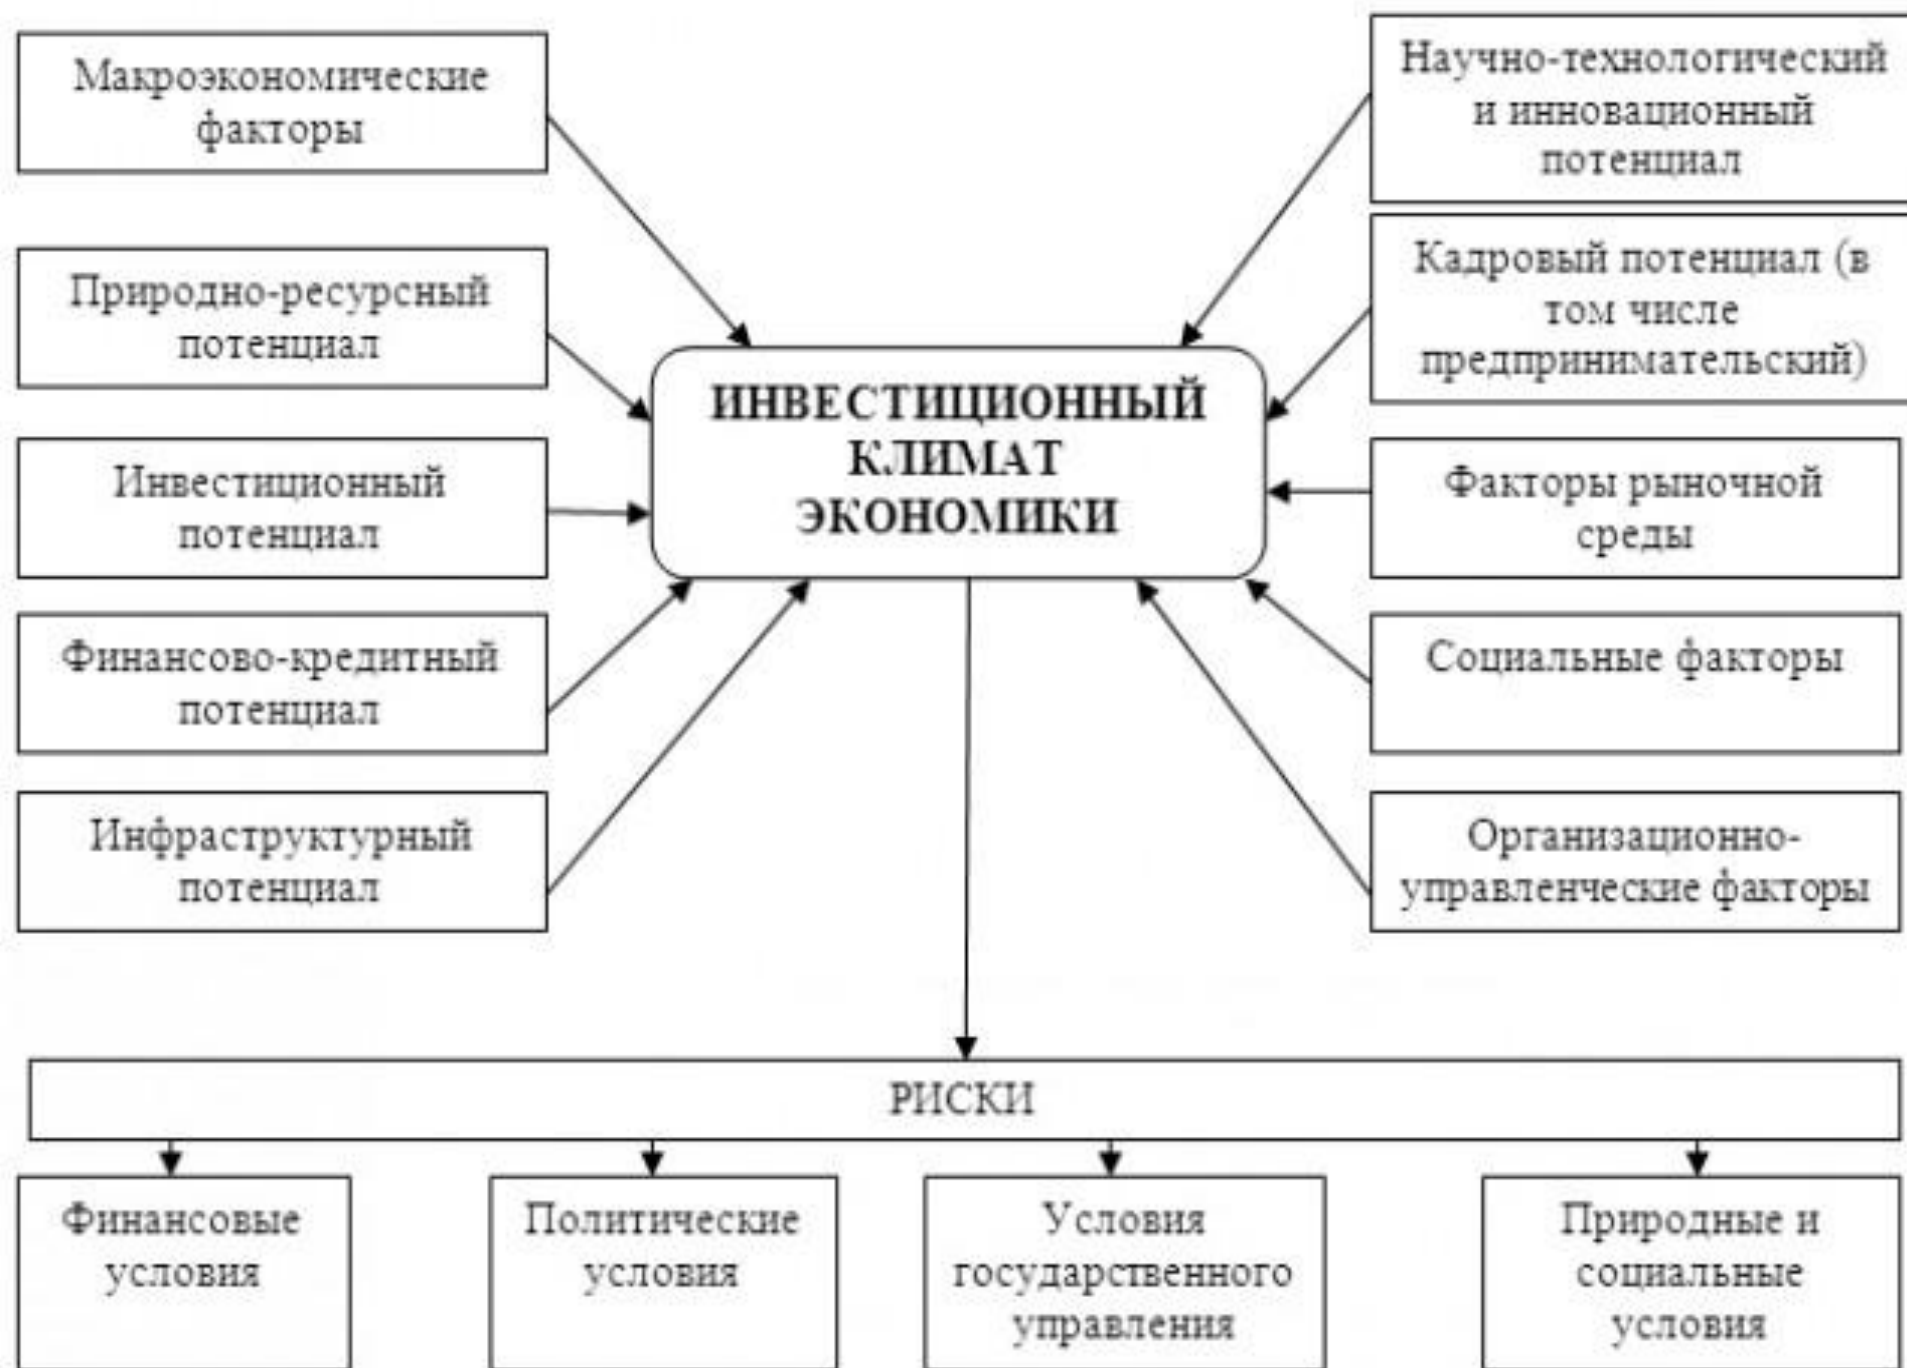 Макроэкономические
факторы
Природно-ресурсный
потенциал
Инвестиционный
потенциал
Финансово-кредитный
потенциал
Инфраструктурный
потенциал
ИНВЕСТИЦИОННЫЙ
КЛИМАТ
ЭКОНОМИКИ
Научно-технологический
и инновационный
потенциал
Кадровый потенциал (в
том числе
предпринимательский)
Факторы рыночной
среды
Социальные факторы
Организационно-
управленческие факторы
РИСКИ
Финансовые
условия
Политические
условия
Условия
государственного
управления
Природные и
социальные
условия